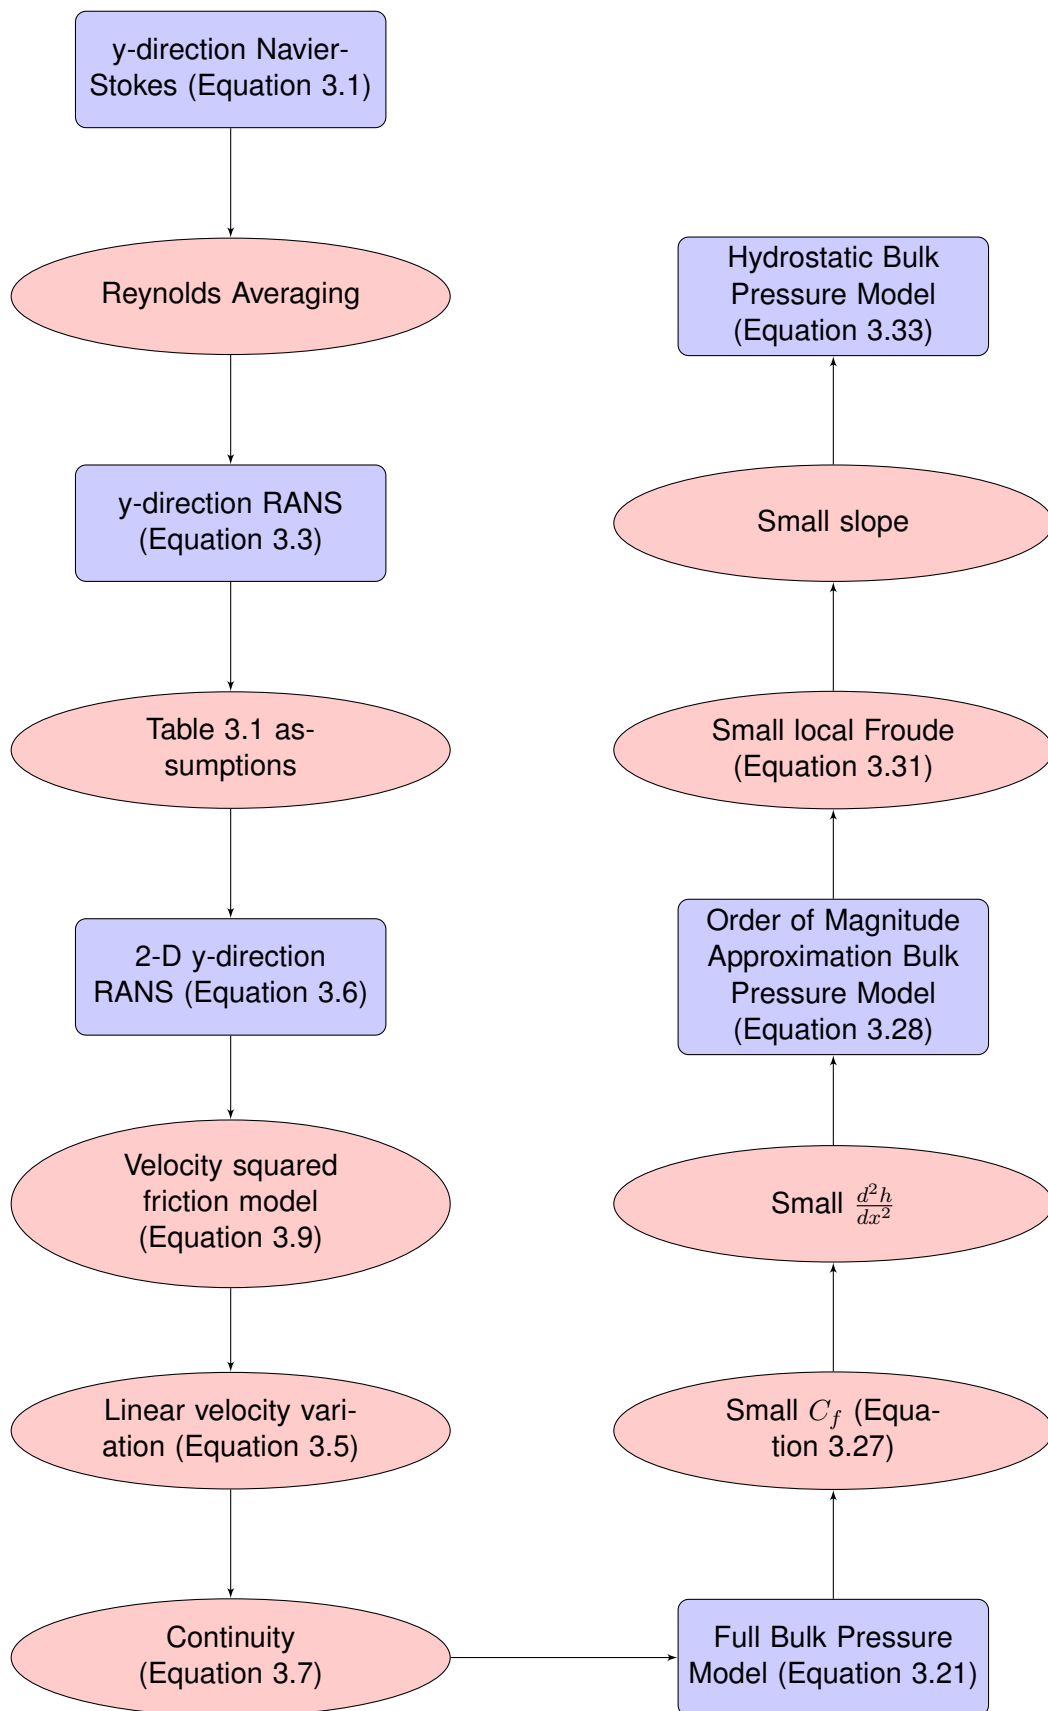 y-direction Navier-
Stokes (Equation 3.1)
Reynolds Averaging
y-direction RANS
(Equation 3.3)
Table 3.1 as-
sumptions
2-D y-direction
RANS (Equation 3.6)
Velocity squared
friction model
(Equation 3.9)
Linear velocity vari-
ation (Equation 3.5)
Continuity
(Equation 3.7)
Full Bulk Pressure
Model (Equation 3.21)
Small $C_f$ (Equa-
tion 3.27)
Small $\frac{d^2h}{dx^2}$
Order of Magnitude
Approximation Bulk
Pressure Model
(Equation 3.28)
Small local Froude
(Equation 3.31)
Small slope
Hydrostatic Bulk
Pressure Model
(Equation 3.33)